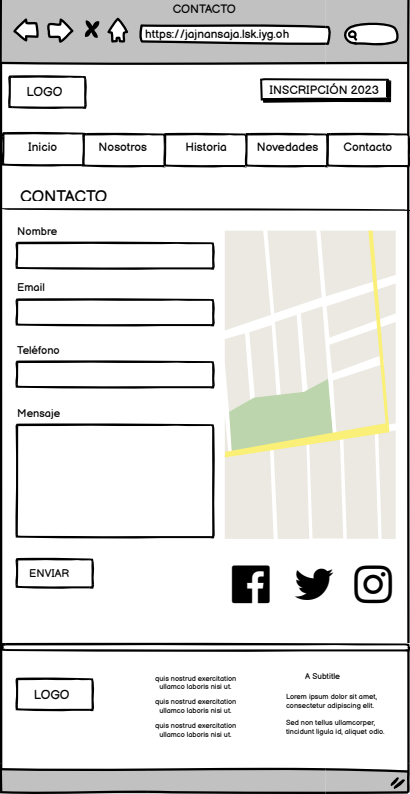 CONTACTO
https://jajnansaja.lsk.iyg.oh
LOGO
INSCRIPCIÓN 2023
Inicio
Nosotros
Historia
Novedades
Contacto
CONTACTO
Nombre
Email
Teléfono
Mensaje
ENVIAR
LOGO
quis nostrud exercitation
ullamco laboris nisi ut.
quis nostrud exercitation
ullamco laboris nisi ut.
quis nostrud exercitation
ullamco laboris nisi ut.
A Subtitle
Lorem ipsum dolor sit amet,
consectetur adipiscing elit.
Sed non tellus ullamcorper,
tincidunt ligula id, aliquet odio.